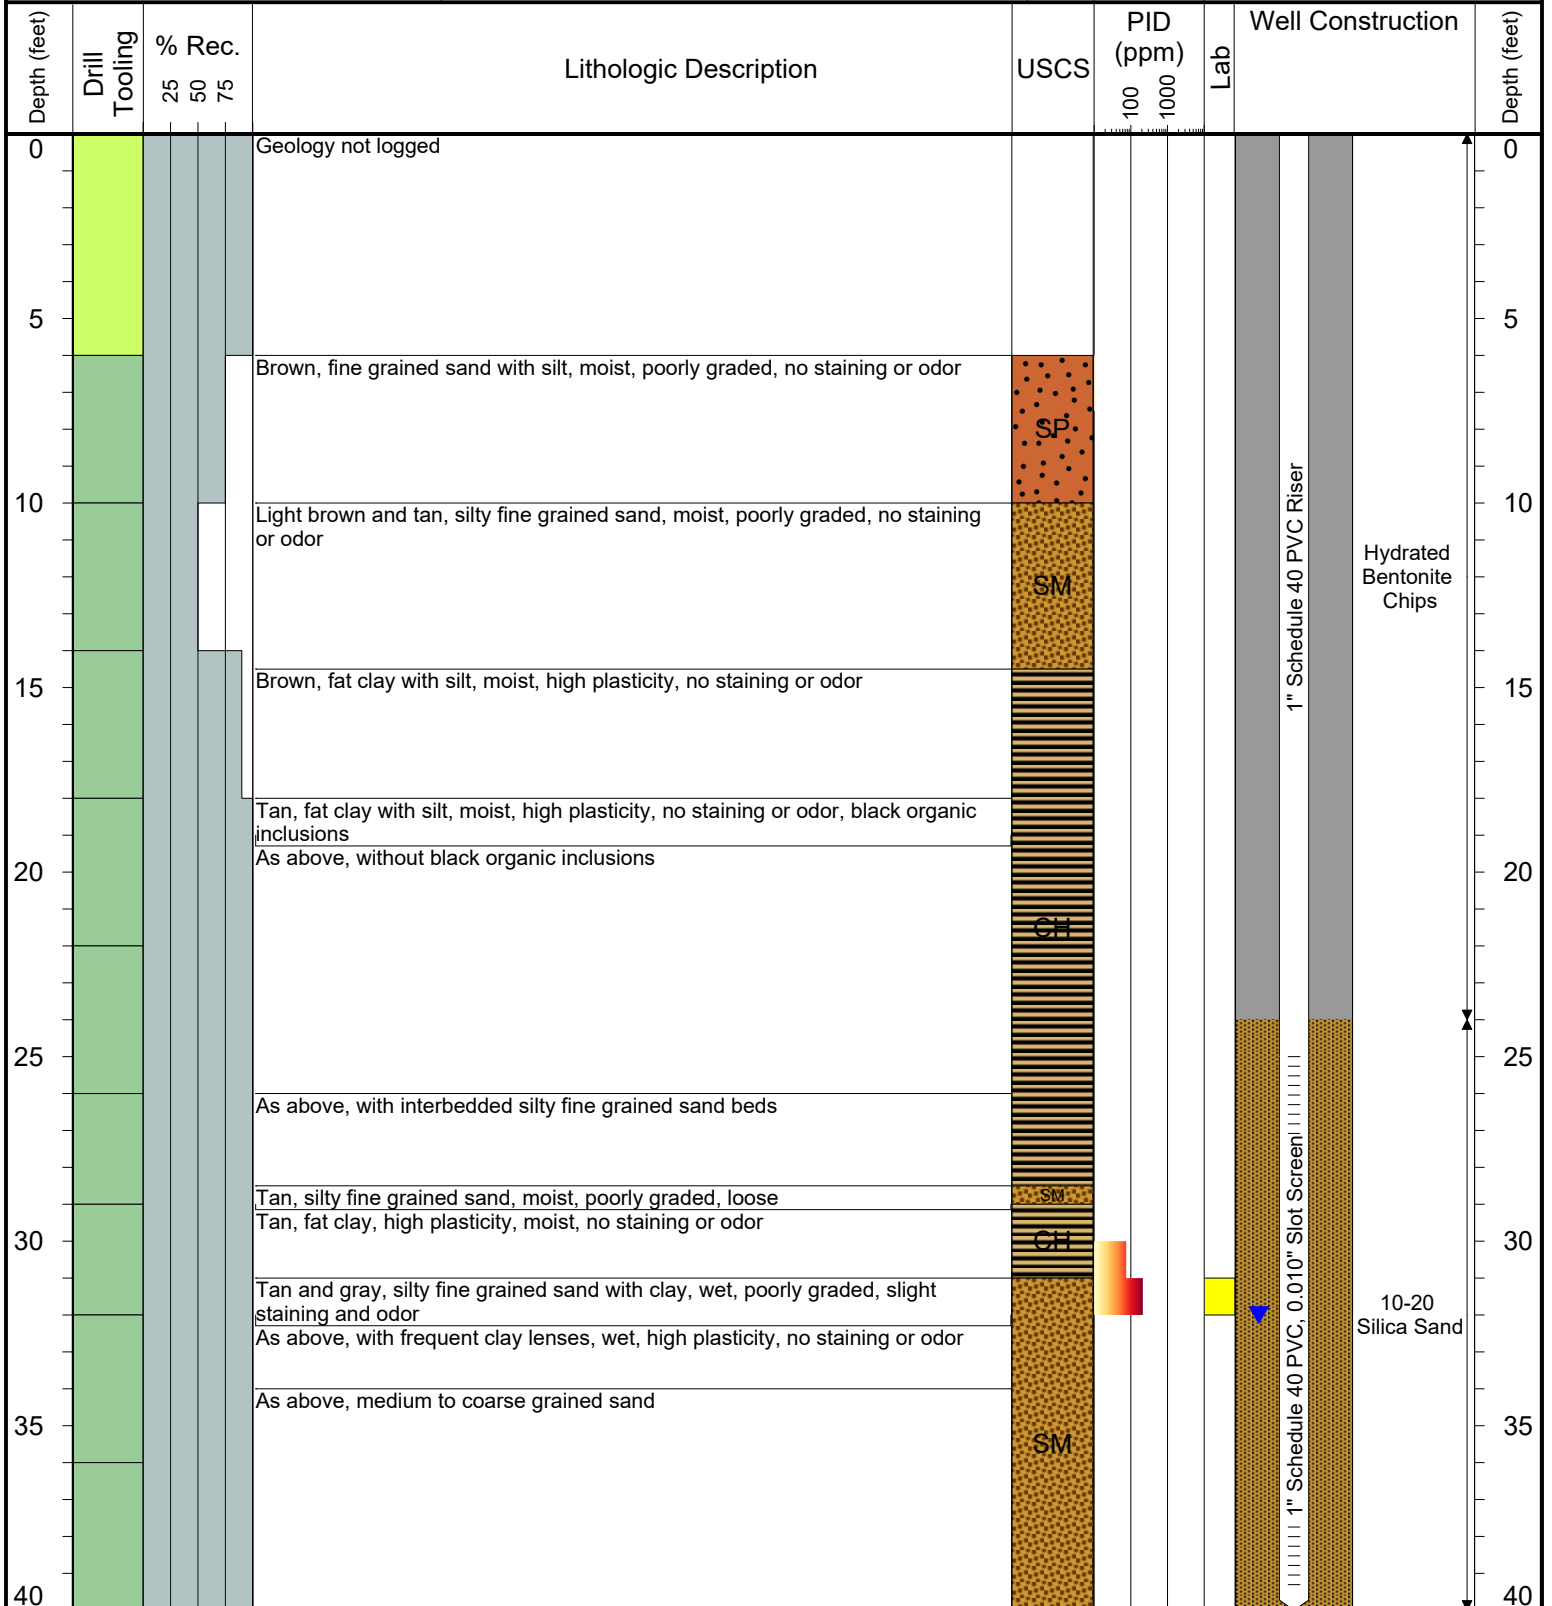 Depth (feet)
Drill
Tooling
% Rec.
25
50
75
Lithologic Description
USCS
PID
(ppm)
100
1000
Lab
Well Construction
Depth (feet)
0
Geology not logged
0
5
5
Brown, fine grained sand with silt, moist, poorly graded, no staining or odor
SP
10
Light brown and tan, silty fine grained sand, moist, poorly graded, no staining
or odor
SM
1" Schedule 40 PVC Riser
Hydrated
Bentonite
Chips
10
15
Brown, fat clay with silt, moist, high plasticity, no staining or odor
15
Tan, fat clay with silt, moist, high plasticity, no staining or odor, black organic
inclusions
As above, without black organic inclusions
20
20
CH
25
25
As above, with interbedded silty fine grained sand beds
Tan, silty fine grained sand, moist, poorly graded, loose
SM
Tan, fat clay, high plasticity, moist, no staining or odor
30
CH
30
Tan and gray, silty fine grained sand with clay, wet, poorly graded, slight
staining and odor
As above, with frequent clay lenses, wet, high plasticity, no staining or odor
1" Schedule 40 PVC, 0.010" Slot Screen
10-20
Silica Sand
As above, medium to coarse grained sand
35
SM
35
40
40